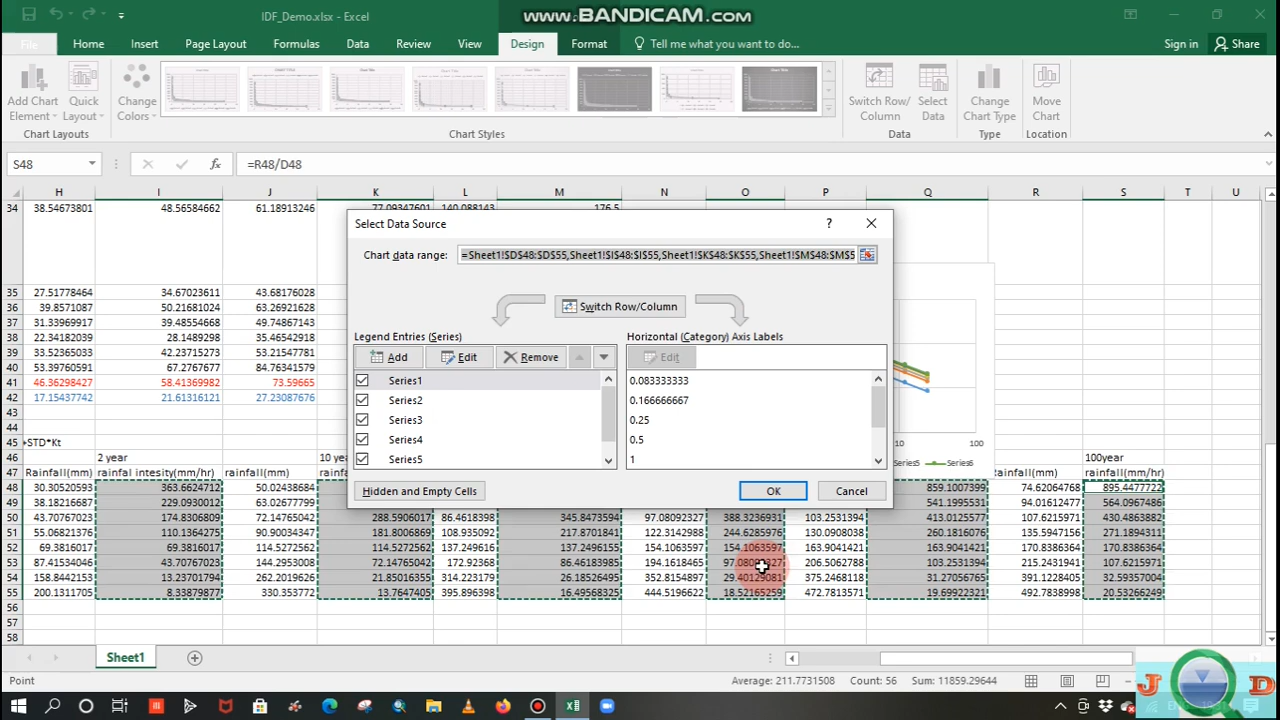 IDF_Demo.xlsx - Excel
www.BANDICAM.com
File Home Insert Page Layout Formulas Data Review View Design Format Tell me what you want to do... Sign in Share
Add Chart Element
Quick Layout
Change Colors
Switch Row/ Column
Select Data
Change Chart Type
Move Chart
Chart Layouts Chart Styles Data Type Location
S48 fx =R48/D48
H I J K L M N O P Q R S T U
34 38.54673801 48.56584662 61.18913246 77.09347601 140.088143 176.5
Select Data Source ?
Chart data range: =Sheet1!$D$48:$D$55,Sheet1!$I$48:$I$55,Sheet1!$K$48:$K$55,Sheet1!$M$48:$M$5
Switch Row/Column
Legend Entries (Series) Horizontal (Category) Axis Labels
Add Edit Remove Edit
Series1 0.083333333
Series2 0.166666667
Series3 0.25
Series4 0.5
Series5 1
Hidden and Empty Cells OK Cancel
35 27.51778464 34.67023611 43.68176028
36 39.8571087 50.21681024 63.26921628
37 31.33969917 39.48554668 49.74867143
38 22.34182039 28.1489298 35.46542918
39 33.52365033 42.23715273 53.21547781
40 53.39760591 67.2767677 84.76341579
41 46.36298427 58.41369982 73.59665
42 17.15437742 21.61316121 27.23087676
43
10 100
Series5 Series6
45 +STD*Kt
46 2 year 10 ye 100year
47 Rainfall(mm) rainfal intesity(mm/hr) rainfall(mm) Rainfall(mm) rainfall(mm/hr)
48 30.30520593 363.6624712 50.02438684 859.1007399 74.62064768 895.4477722
49 38.18216687 229.0930012 63.02677799 541.1995531 94.01612477 564.0967486
50 43.70767023 174.8306809 72.14765042 288.5906017 86.4618398 345.8473594 97.08092327 388.3236931 103.2531394 413.0125577 107.6215971 430.4863882
51 55.06821376 110.1364275 90.90034347 181.8006869 108.935092 217.8701841 122.3142988 244.6285976 130.0908038 260.1816076 135.5947156 271.1894311
52 69.3816017 69.3816017 114.5272562 114.5272562 137.249616 137.2496155 154.1063597 154.1063597 163.9041421 163.9041421 170.8386354 170.8386354
53 87.41534046 43.70767023 144.2953008 72.14765042 172.92368 86.46183985 194.1618465 206.5062788 103.2531394 215.2431941 107.6215971
54 158.8442153 13.23701794 262.2019626 21.85016355 314.223179 26.18526495 352.8154897 29.40129081 375.2468118 31.27056765 391.1228405 32.59357004
55 200.1311705 8.33879877 330.353772 13.7647405 395.896398 16.49568325 444.5196622 18.52165259 472.7813571 19.69922321 492.7838998 20.53266249
56
57
58
Sheet1
Point Average: 211.7731508 Count: 56 Sum: 11859.29644
J D